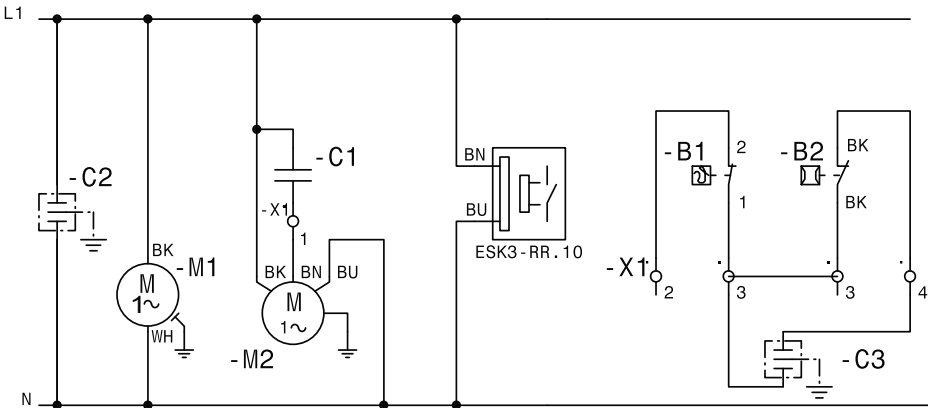 L1
-C2
BK
-M1
M
1~
WH
-C1
-X1
1
BK BN BU
M
1~
-M2
BN
BU
ESK3-RR.10
-B1
2
1
-B2
BK
BK
-X1
2
3
3
4
-C3
N